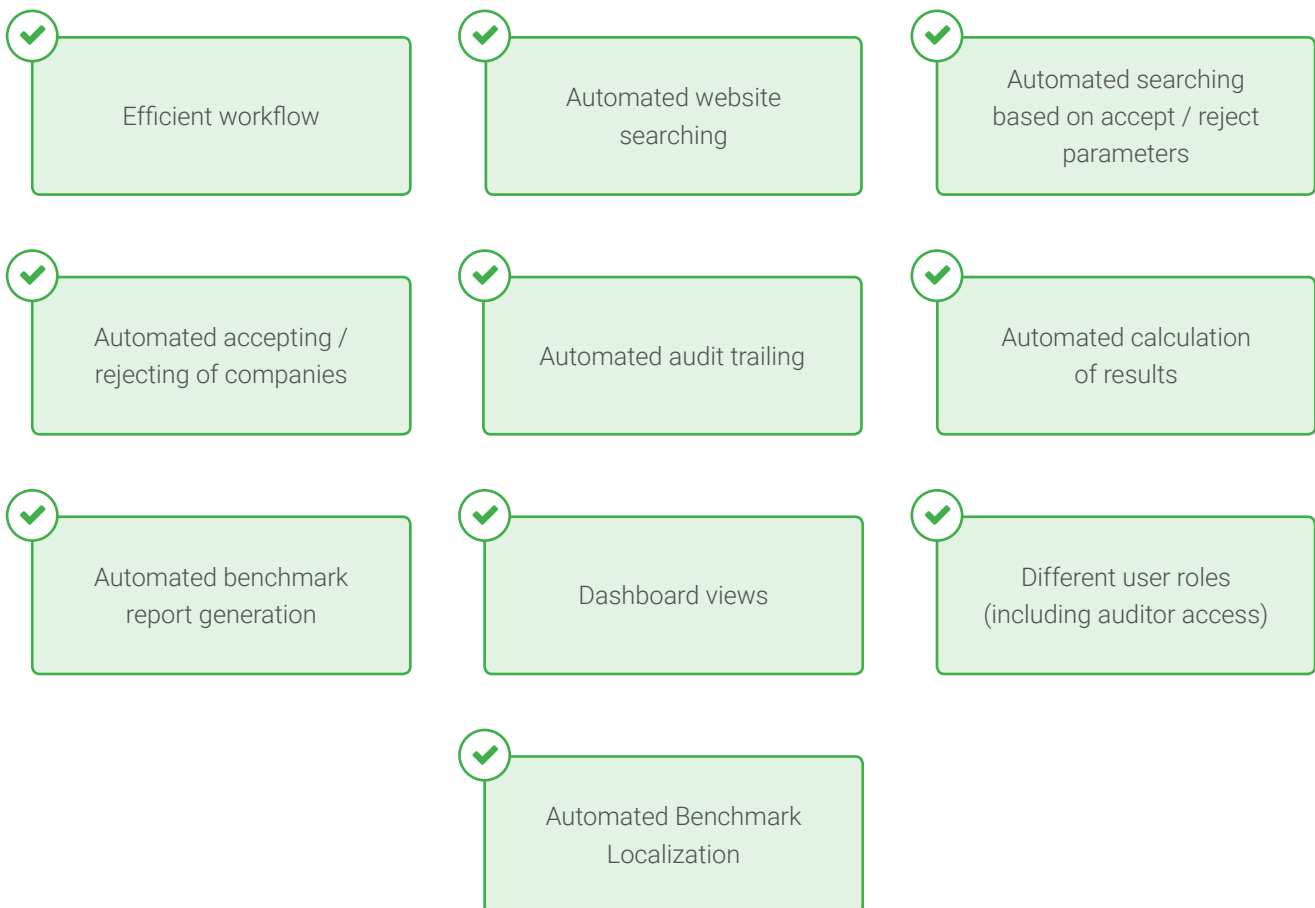 Efficient workflow
Automated website
searching
Automated searching
based on accept / reject
parameters
Automated accepting /
rejecting of companies
Automated audit trailing
Automated calculation
of results
Automated benchmark
report generation
Dashboard views
Different user roles
(including auditor access)
Automated Benchmark
Localization